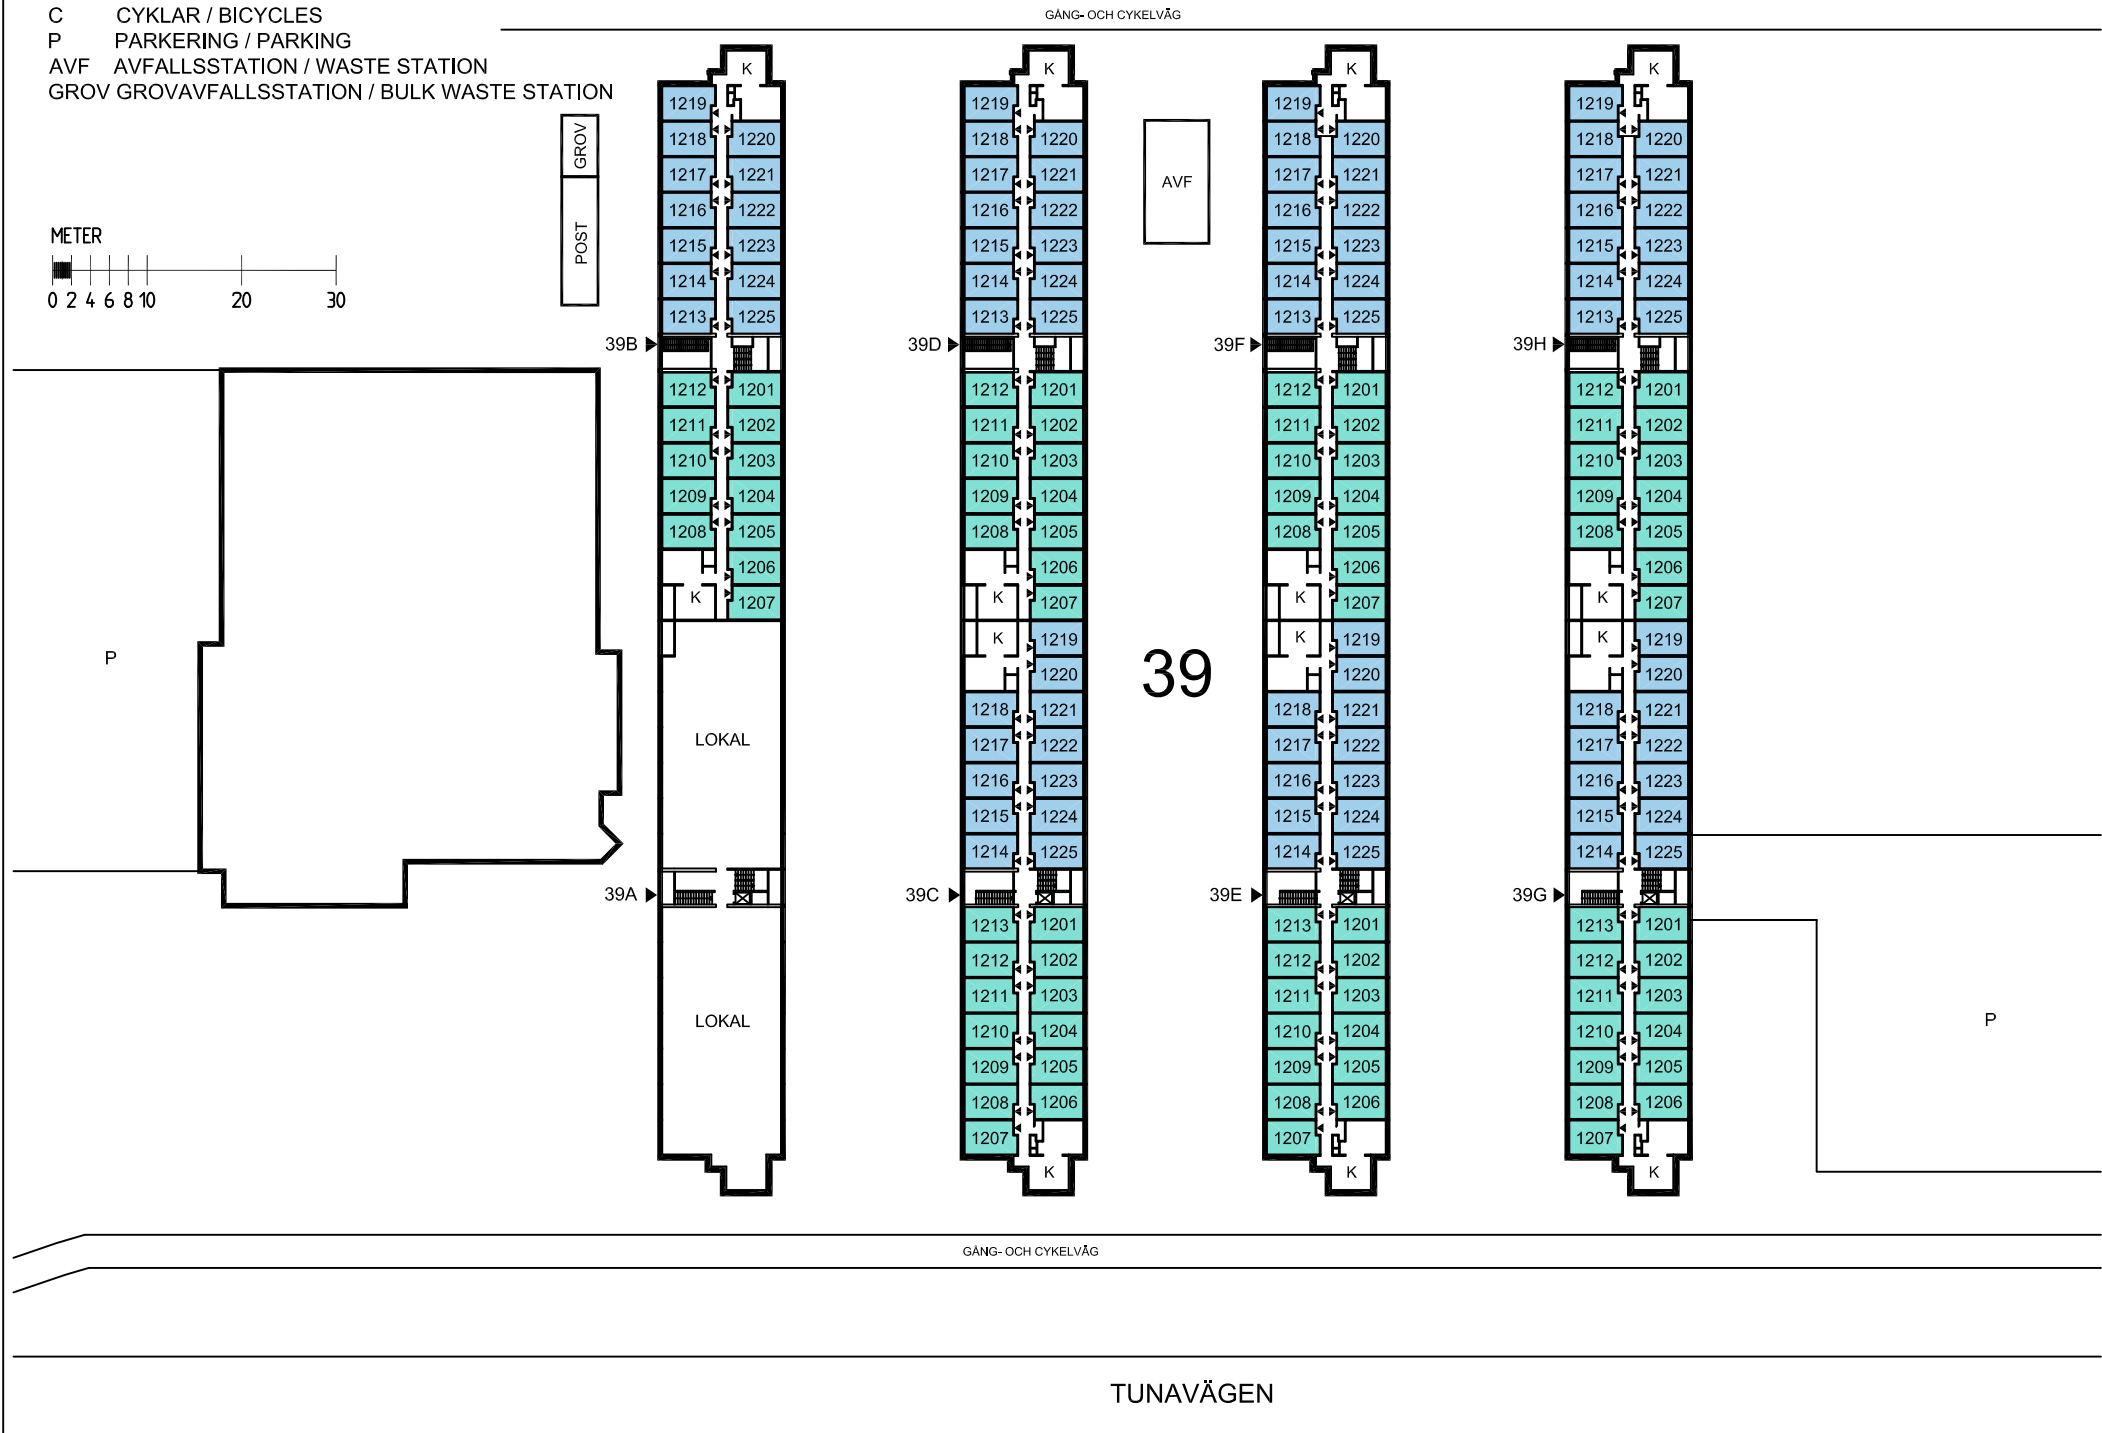 C CYKLAR / BICYCLES
P PARKERING / PARKING
AVF AVFALLSSTATION / WASTE STATION
GROV GROVAVFALLSSTATION / BULK WASTE STATION
GÅNG- OCH CYKELVÄG
METER
0 2 4 6 8 10 20 30
GROV
POST
AVF
K K K K
1219 1219 1219 1219
1218 1220 1218 1220 1218 1220 1218 1220
1217 1221 1217 1221 1217 1221 1217 1221
1216 1222 1216 1222 1216 1222 1216 1222
1215 1223 1215 1223 1215 1223 1215 1223
1214 1224 1214 1224 1214 1224 1214 1224
1213 1225 1213 1225 1213 1225 1213 1225
39B 39D 39F 39H
1212 1201 1212 1201 1212 1201 1212 1201
1211 1202 1211 1202 1211 1202 1211 1202
1210 1203 1210 1203 1210 1203 1210 1203
1209 1204 1209 1204 1209 1204 1209 1204
1208 1205 1208 1205 1208 1205 1208 1205
1206 1206 1206 1206
K 1207 K 1207 K 1207 K 1207
K 1219 K 1219 K 1219
P
39
1220 1220 1220
1218 1221 1218 1221 1218 1221
LOKAL 1217 1222 1217 1222 1217 1222
1216 1223 1216 1223 1216 1223
1215 1224 1215 1224 1215 1224
1214 1225 1214 1225 1214 1225
39A 39C 39E 39G
1213 1201 1213 1201 1213 1201
1212 1202 1212 1202 1212 1202
1211 1203 1211 1203 1211 1203
LOKAL 1210 1204 1210 1204 1210 1204 P
1209 1205 1209 1205 1209 1205
1208 1206 1208 1206 1208 1206
1207 1207 1207
K K K
GÅNG- OCH CYKELVÄG
TUNAVÄGEN